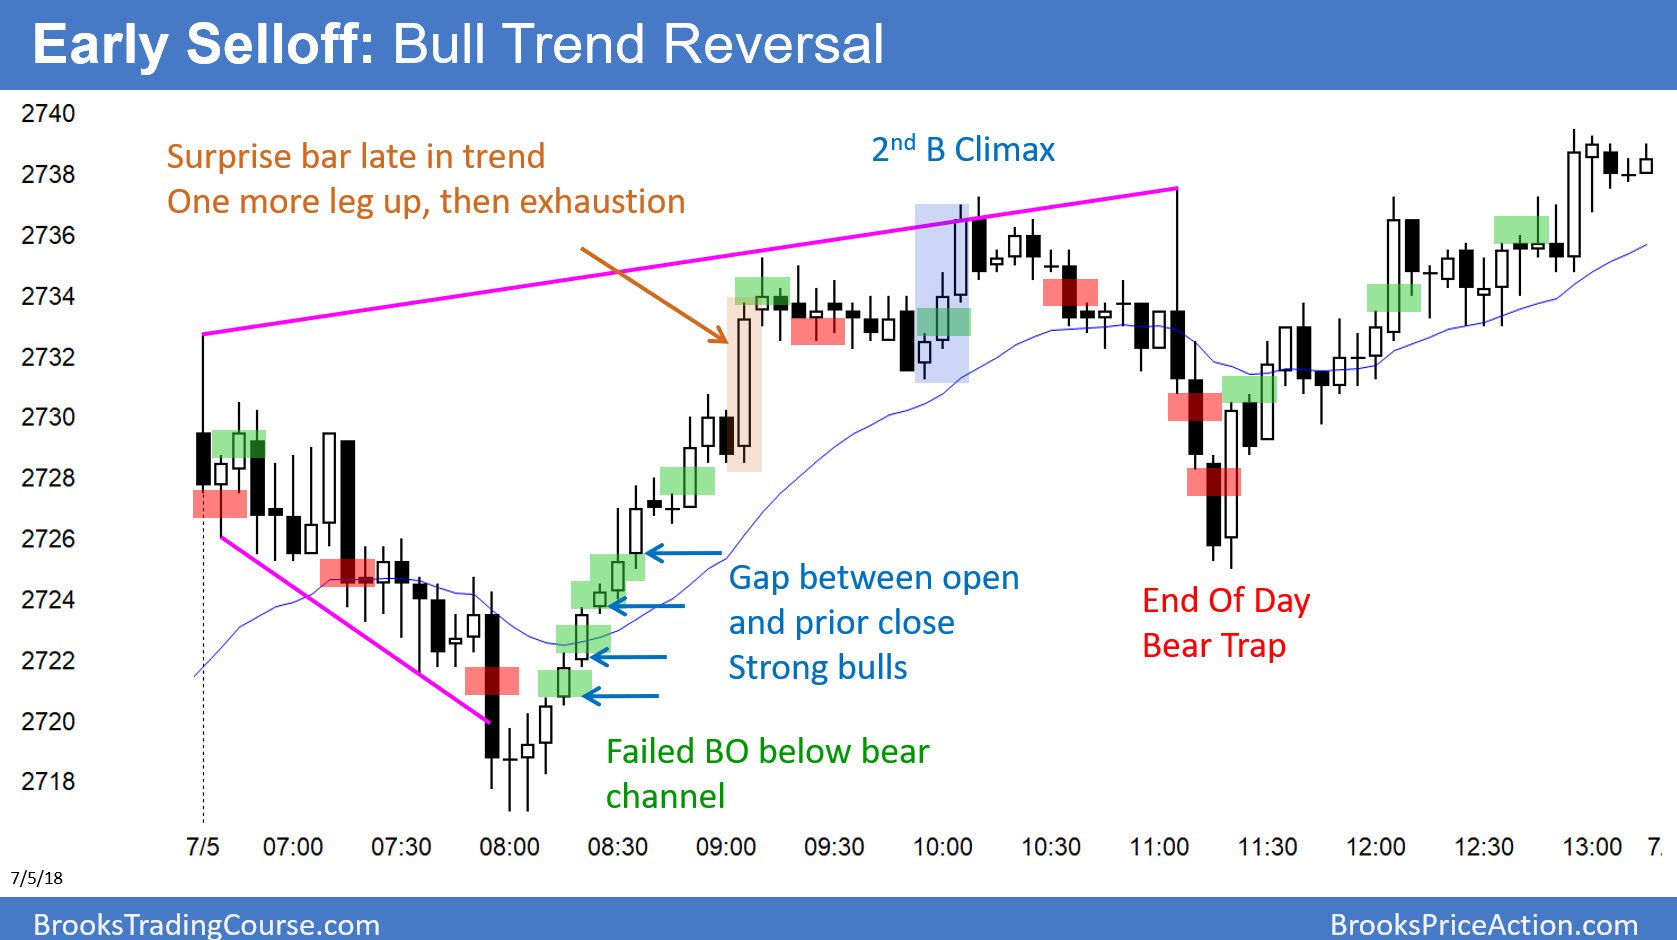 Early Selloff: Bull Trend Reversal
2740
2738
2736
2734
2732
2730
2728
2726
2724
2722
2720
2718
Surprise bar late in trend
One more leg up, then exhaustion
2nd B Climax
Gap between open
and prior close
Strong bulls
End Of Day
Bear Trap
Failed BO below bear
channel
7/5 07:00 07:30 08:00 08:30 09:00 09:30 10:00 10:30 11:00 11:30 12:00 12:30 13:00 7
7/5/18
BrooksTradingCourse.com
BrooksPriceAction.com